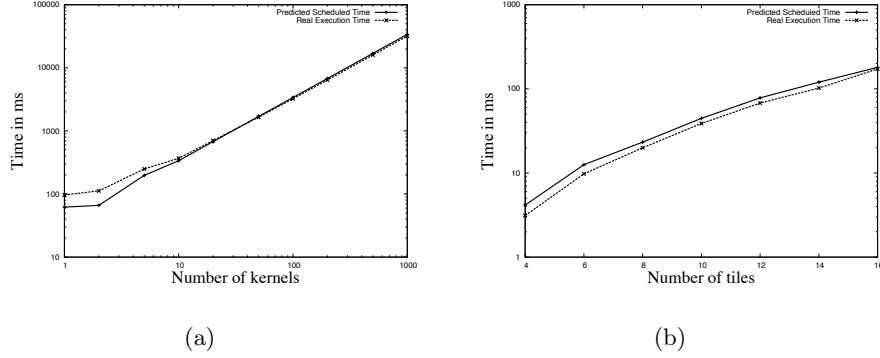 Predicted Scheduled Time
Real Execution Time
100000
10000
1000
100
10
Time in ms
1
10
100
1000
Number of kernels
(a)
Predicted Scheduled Time
Real Execution Time
1000
100
10
1
Time in ms
4
6
8
10
12
14
16
Number of tiles
(b)